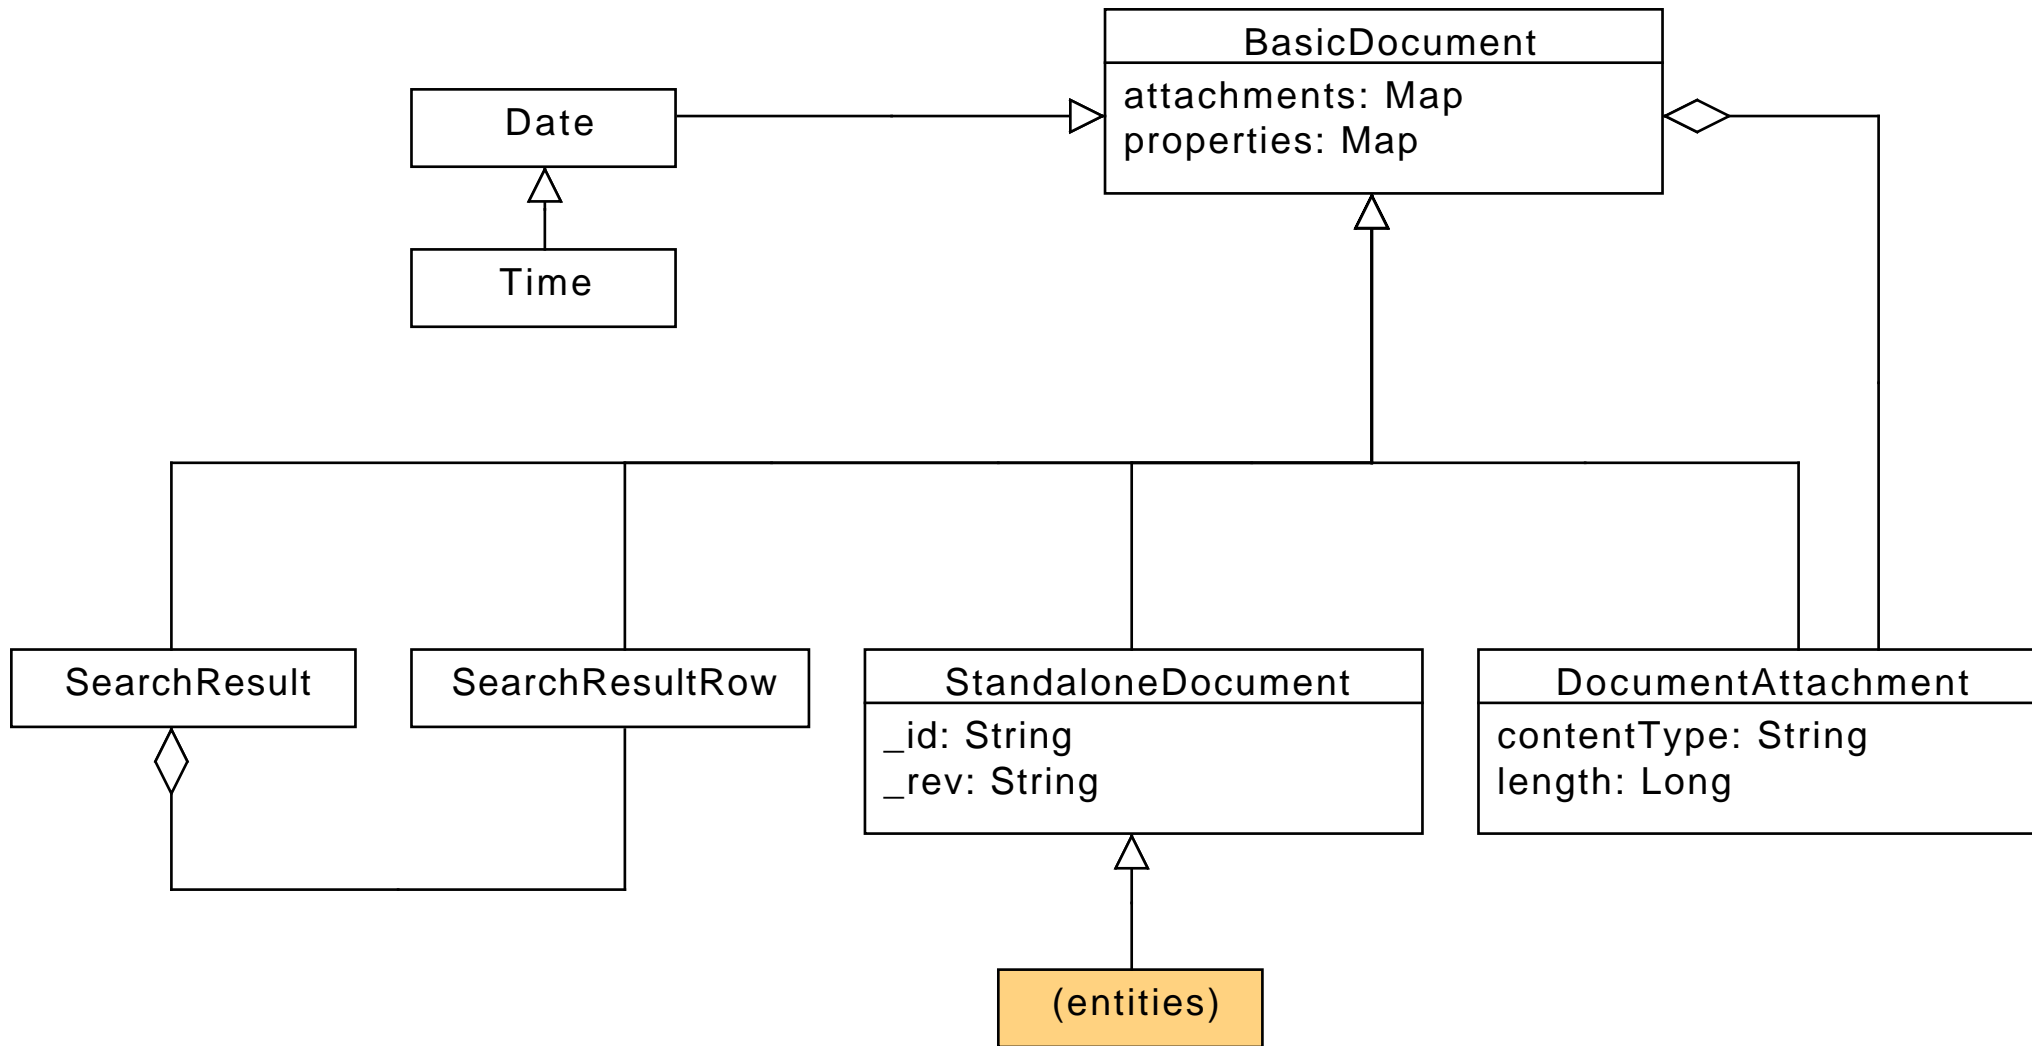 BasicDocument
attachments: Map
properties: Map
Date
Time
SearchResult
SearchResultRow
StandaloneDocument
_id: String
_rev: String
DocumentAttachment
contentType: String
length: Long
(entities)